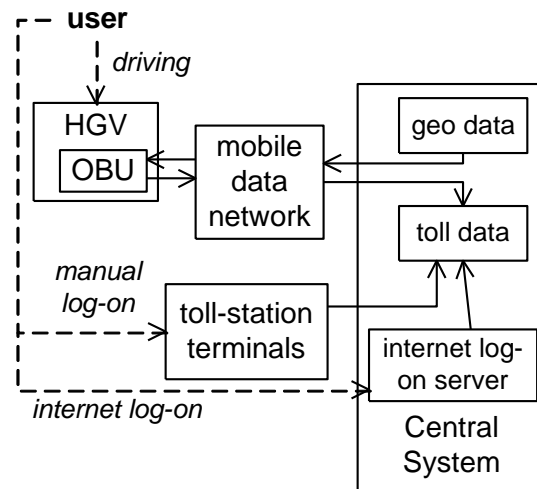 user
driving
HGV
OBU
mobile
data
network
geo data
toll data
manual
log-on
toll-station
terminals
internet log-
on server
internet log-on
Central
System